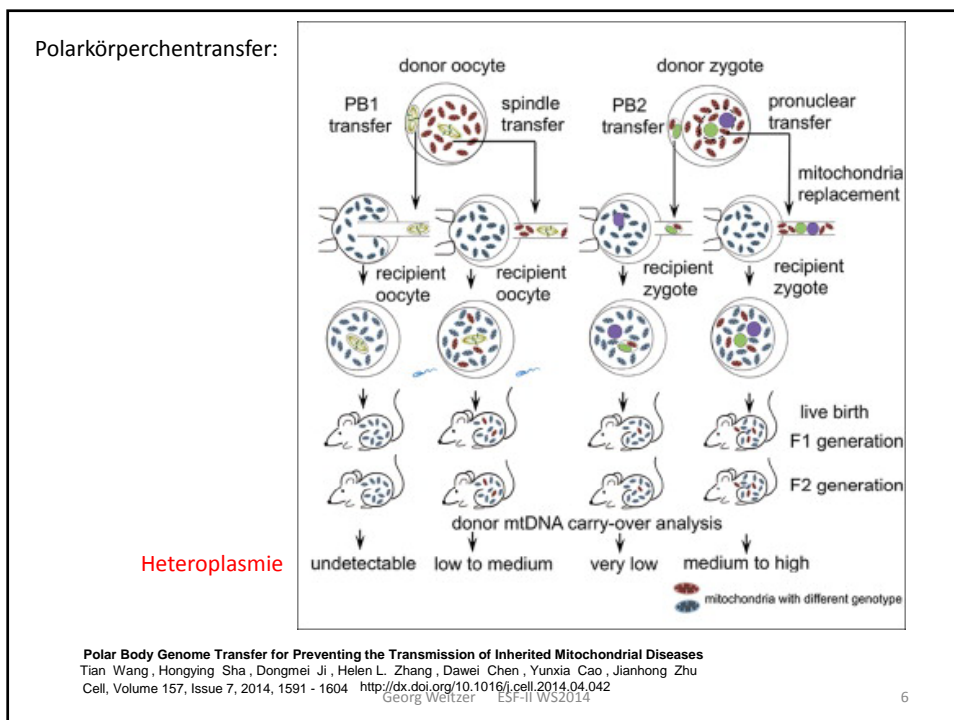 Polarkörperchentransfer:
donor oocyte
donor zygote
PB1
transfer
spindle
transfer
PB2
transfer
pronuclear
transfer
mitochondria
replacement
recipient
oocyte
recipient
oocyte
recipient
zygote
recipient
zygote
live birth
F1 generation
F2 generation
donor mtDNA carry-over analysis
Heteroplasmie
undetectable
low to medium
very low
medium to high
mitochondria with different genotype
Polar Body Genome Transfer for Preventing the Transmission of Inherited Mitochondrial Diseases
Tian Wang , Hongying Sha , Dongmei Ji , Helen L. Zhang , Dawei Chen , Yunxia Cao , Jianhong Zhu
Cell, Volume 157, Issue 7, 2014, 1591 - 1604 http://dx.doi.org/10.1016/j.cell.2014.04.042
Georg Weitzer ESF-II WS2014
6